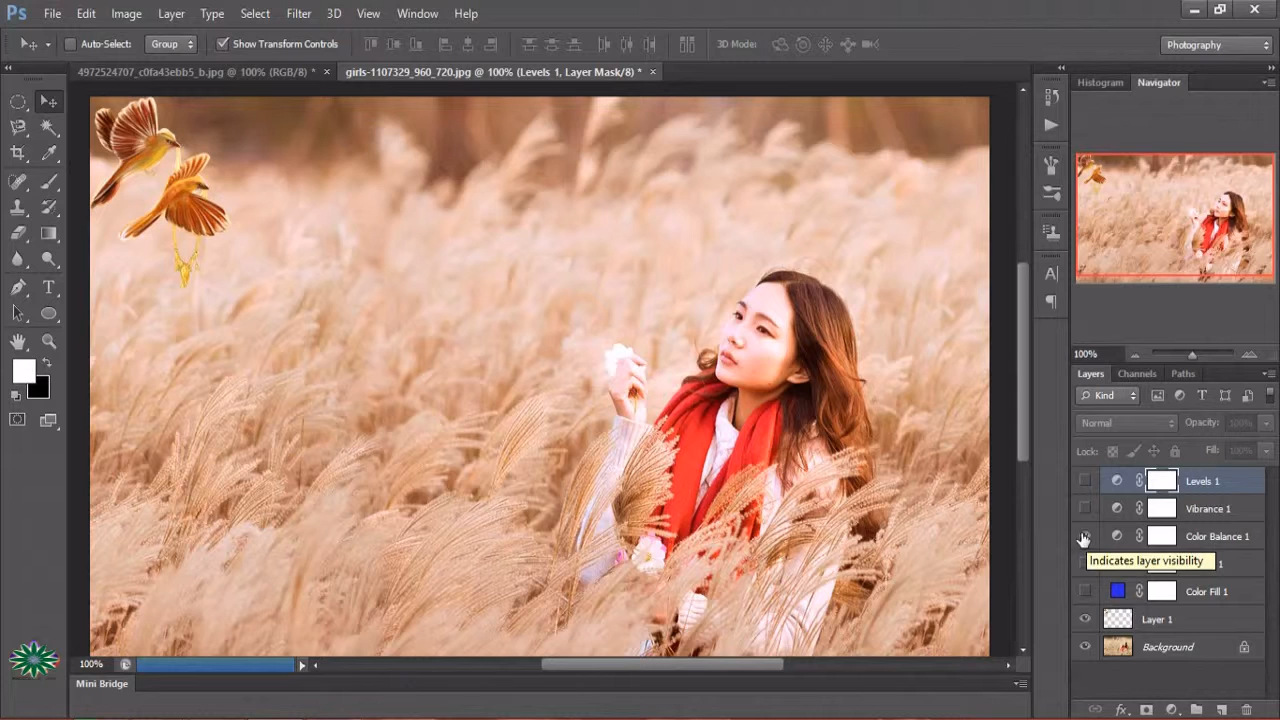 Ps File Edit Image Layer Type Select Filter 3D View Window Help
Auto-Select: Group Show Transform Controls 3D Mode: Photography
4972524707_c0fa43ebb5_b.jpg @ 100% (RGB/8) * × girls-1107329_960_720.jpg @ 100% (Levels 1, Layer Mask/8) * ×
Histogram Navigator
100%
Layers Channels Paths
Kind
Normal Opacity: 100%
Lock: Fill: 100%
Levels 1
Vibrance 1
Color Balance 1
Indicates layer visibility
1
Color Fill 1
Layer 1
Background
100%
Mini Bridge